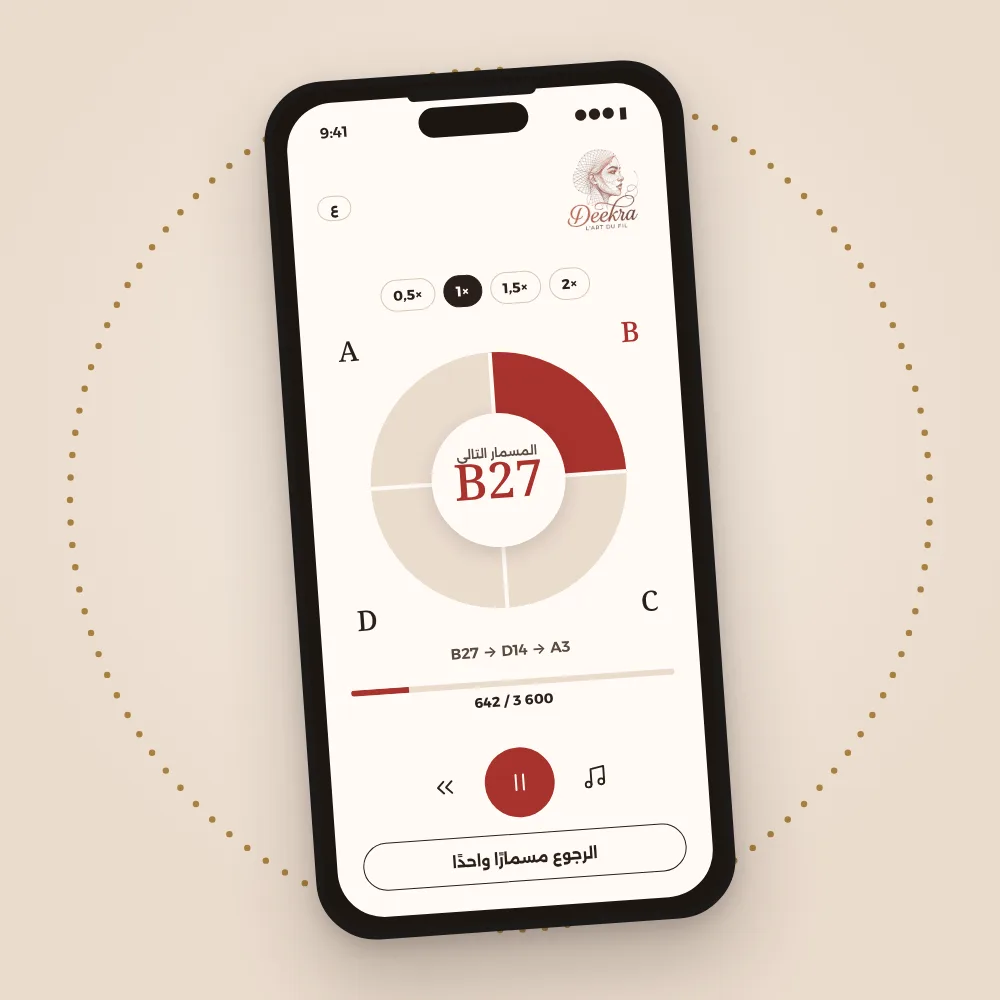 9:41
ع
Deekra
L'ART DU FIL
0,5× 1× 1,5× 2×
A
B
المسمار التالي
B27
D
C
B27 → D14 → A3
642 / 3 600
الرجوع مسمارًا واحدًا